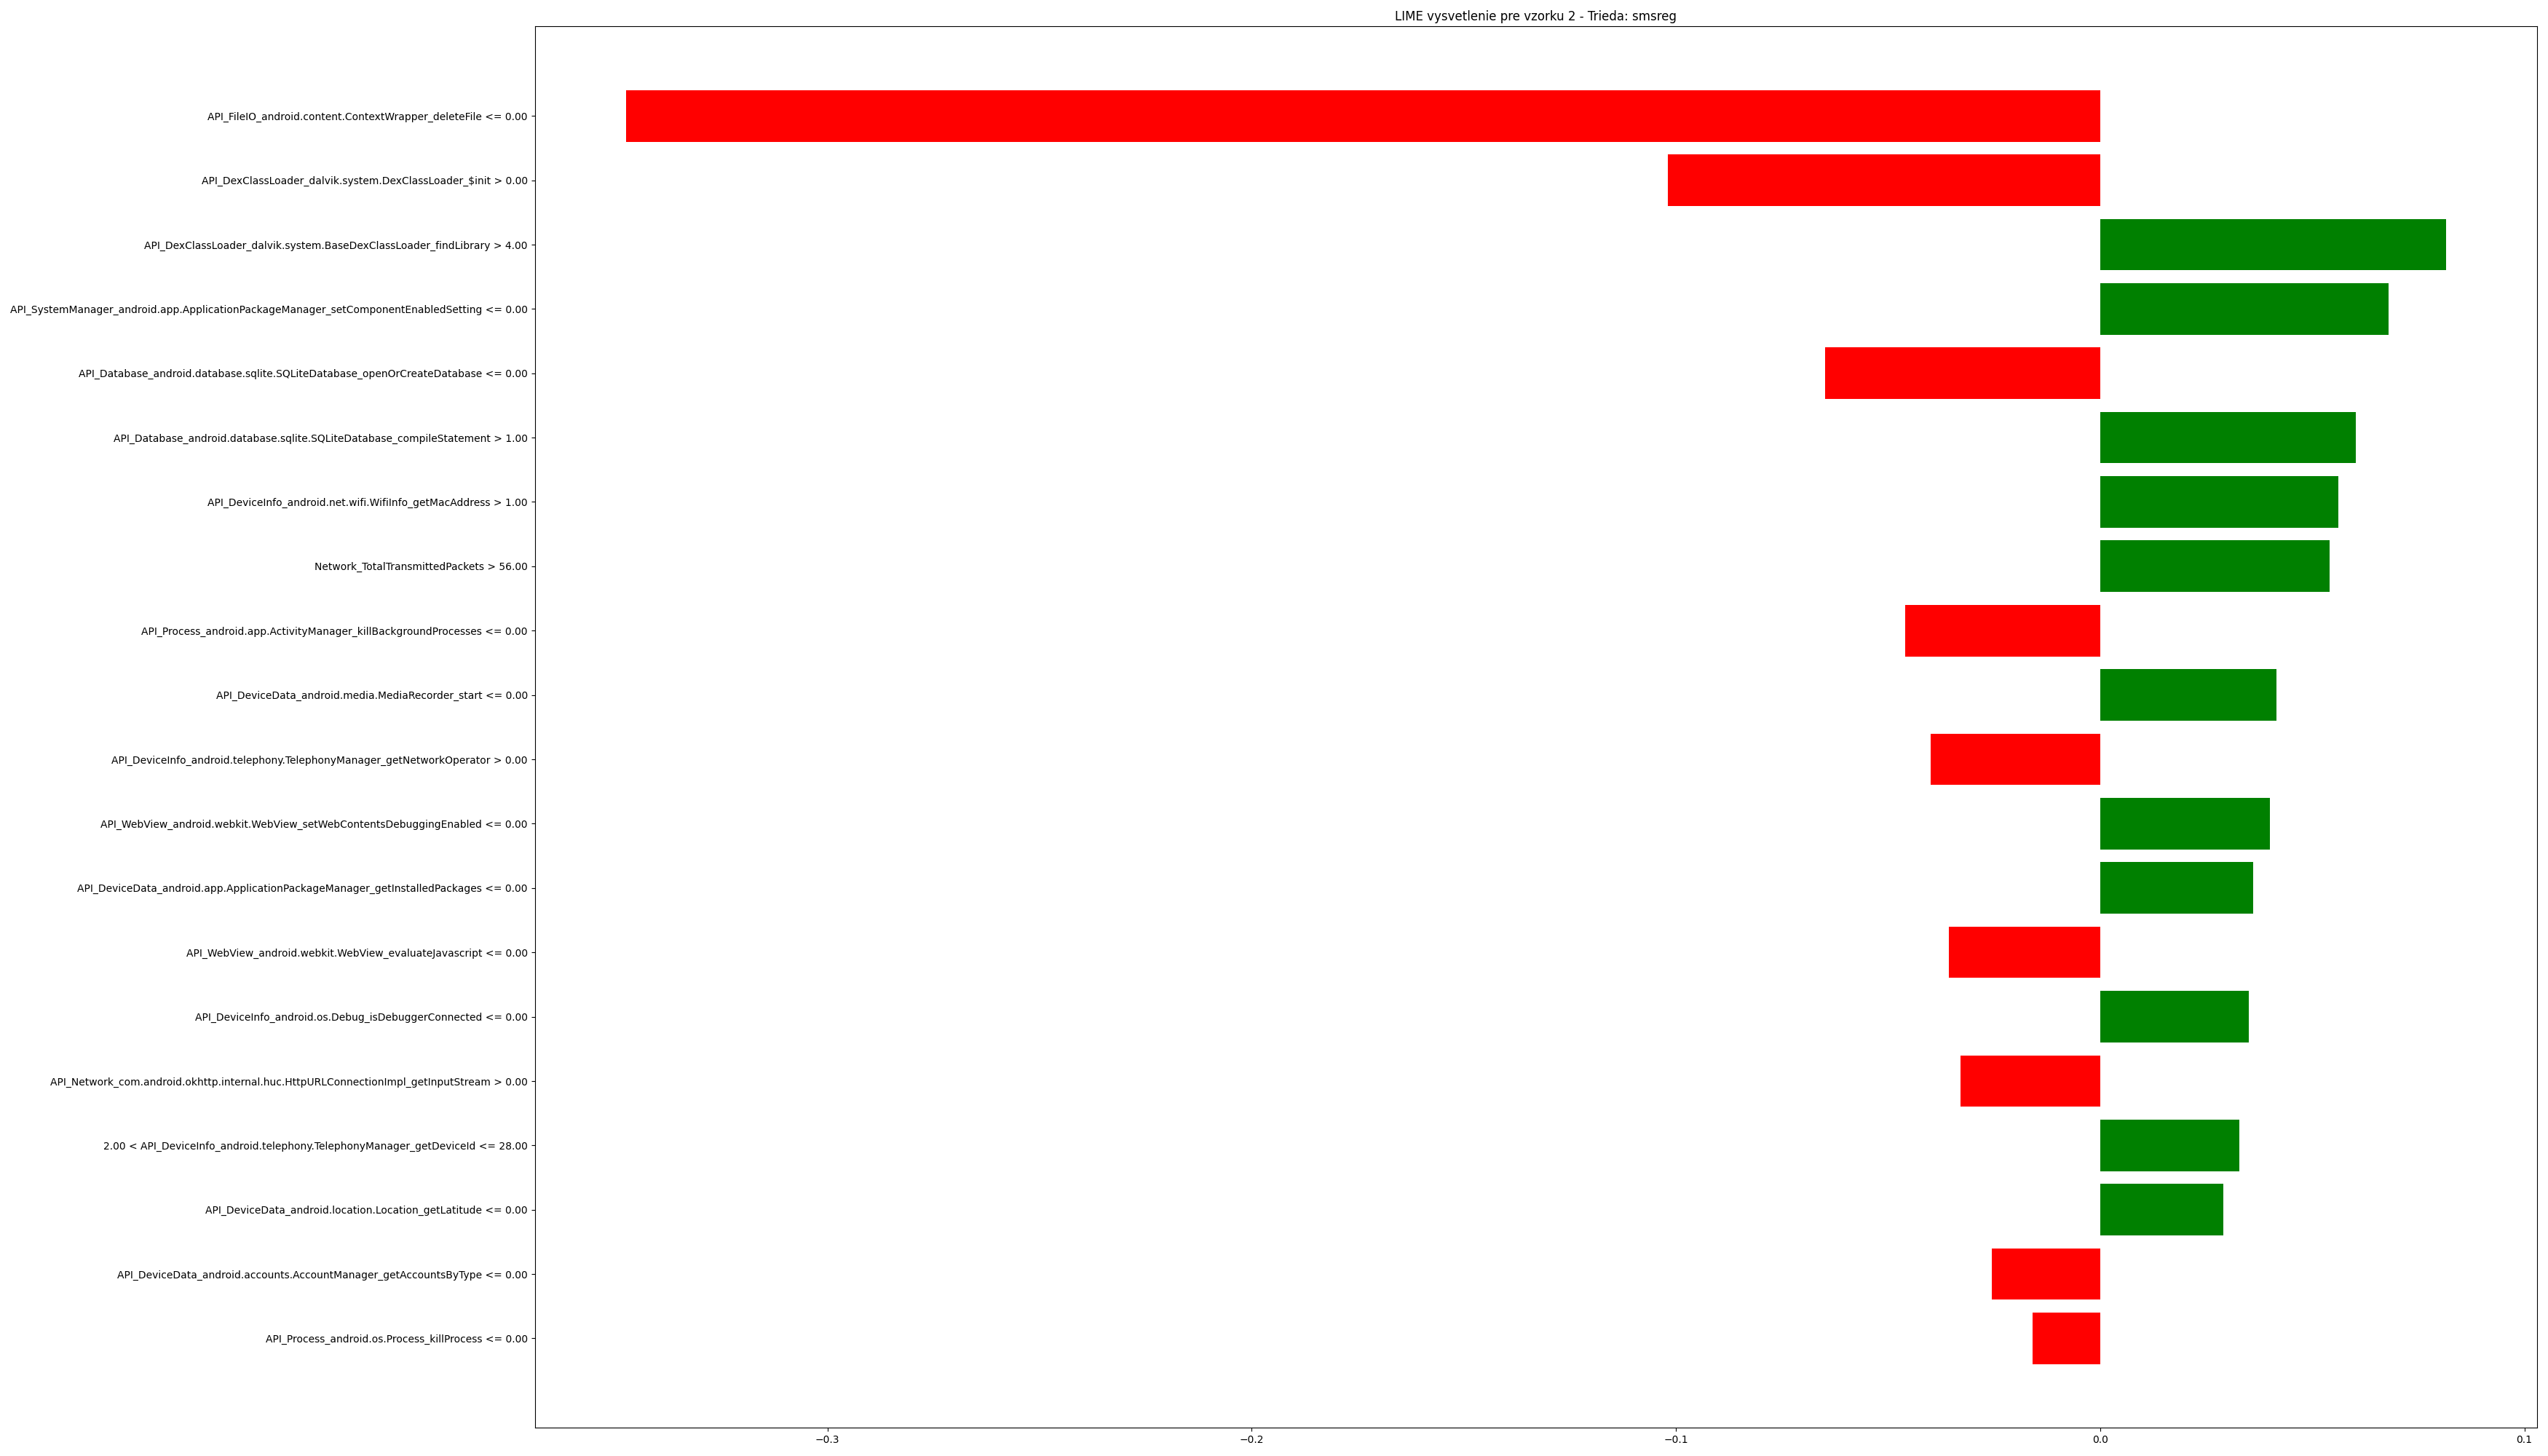 LIME vysvetlenie pre vzorku 2 - Trieda: smsreg
API_FileIO_android.content.ContextWrapper_deleteFile <= 0.00
API_DexClassLoader_dalvik.system.DexClassLoader_$init > 0.00
API_DexClassLoader_dalvik.system.BaseDexClassLoader_findLibrary > 4.00
API_SystemManager_android.app.ApplicationPackageManager_setComponentEnabledSetting <= 0.00
API_Database_android.database.sqlite.SQLiteDatabase_openOrCreateDatabase <= 0.00
API_Database_android.database.sqlite.SQLiteDatabase_compileStatement > 1.00
API_DeviceInfo_android.net.wifi.WifiInfo_getMacAddress > 1.00
Network_TotalTransmittedPackets > 56.00
API_Process_android.app.ActivityManager_killBackgroundProcesses <= 0.00
API_DeviceData_android.media.MediaRecorder_start <= 0.00
API_DeviceInfo_android.telephony.TelephonyManager_getNetworkOperator > 0.00
API_WebView_android.webkit.WebView_setWebContentsDebuggingEnabled <= 0.00
API_DeviceData_android.app.ApplicationPackageManager_getInstalledPackages <= 0.00
API_WebView_android.webkit.WebView_evaluateJavascript <= 0.00
API_DeviceInfo_android.os.Debug_isDebuggerConnected <= 0.00
API_Network_com.android.okhttp.internal.huc.HttpURLConnectionImpl_getInputStream > 0.00
2.00 < API_DeviceInfo_android.telephony.TelephonyManager_getDeviceId <= 28.00
API_DeviceData_android.location.Location_getLatitude <= 0.00
API_DeviceData_android.accounts.AccountManager_getAccountsByType <= 0.00
API_Process_android.os.Process_killProcess <= 0.00
−0.3 −0.2 −0.1 0.0 0.1